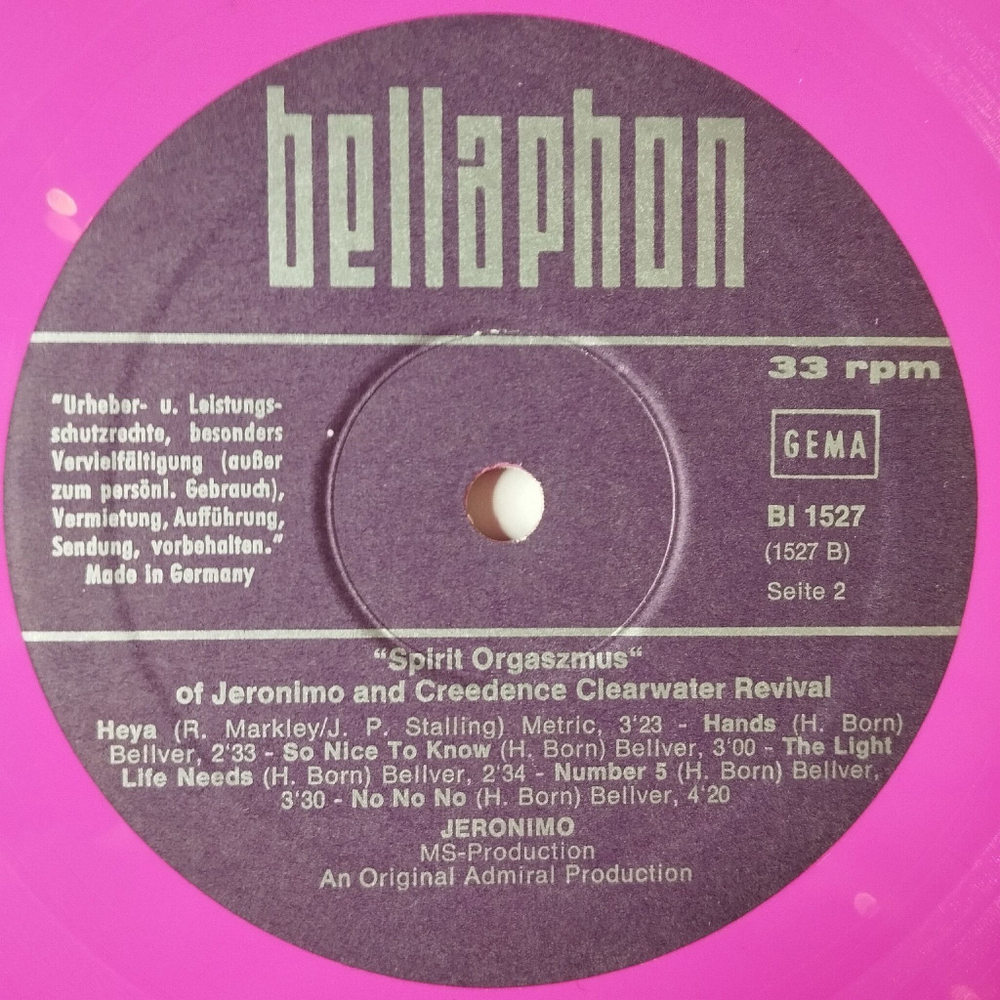 bellaphon
33 rpm
"Urheber- u. Leistungs-
schutzrechte, besonders
Vervielfältigung (außer
zum persönl. Gebrauch),
Vermietung, Aufführung,
Sendung, vorbehalten."
Made in Germany
GEMA
BI 1527
(1527 B)
Seite 2
“Spirit Orgaszmus“
of Jeronimo and Creedence Clearwater Revival
Heya (R. Markley/J. P. Stalling) Metric, 3‘23 - Hands (H. Born)
Bellver, 2‘33 - So Nice To Know (H. Born) Bellver, 3‘00 - The Light
Life Needs (H. Born) Bellver, 2‘34 - Number 5 (H. Born) Bellver,
3‘30 - No No No (H. Born) Bellver, 4‘20
JERONIMO
MS-Production
An Original Admiral Production